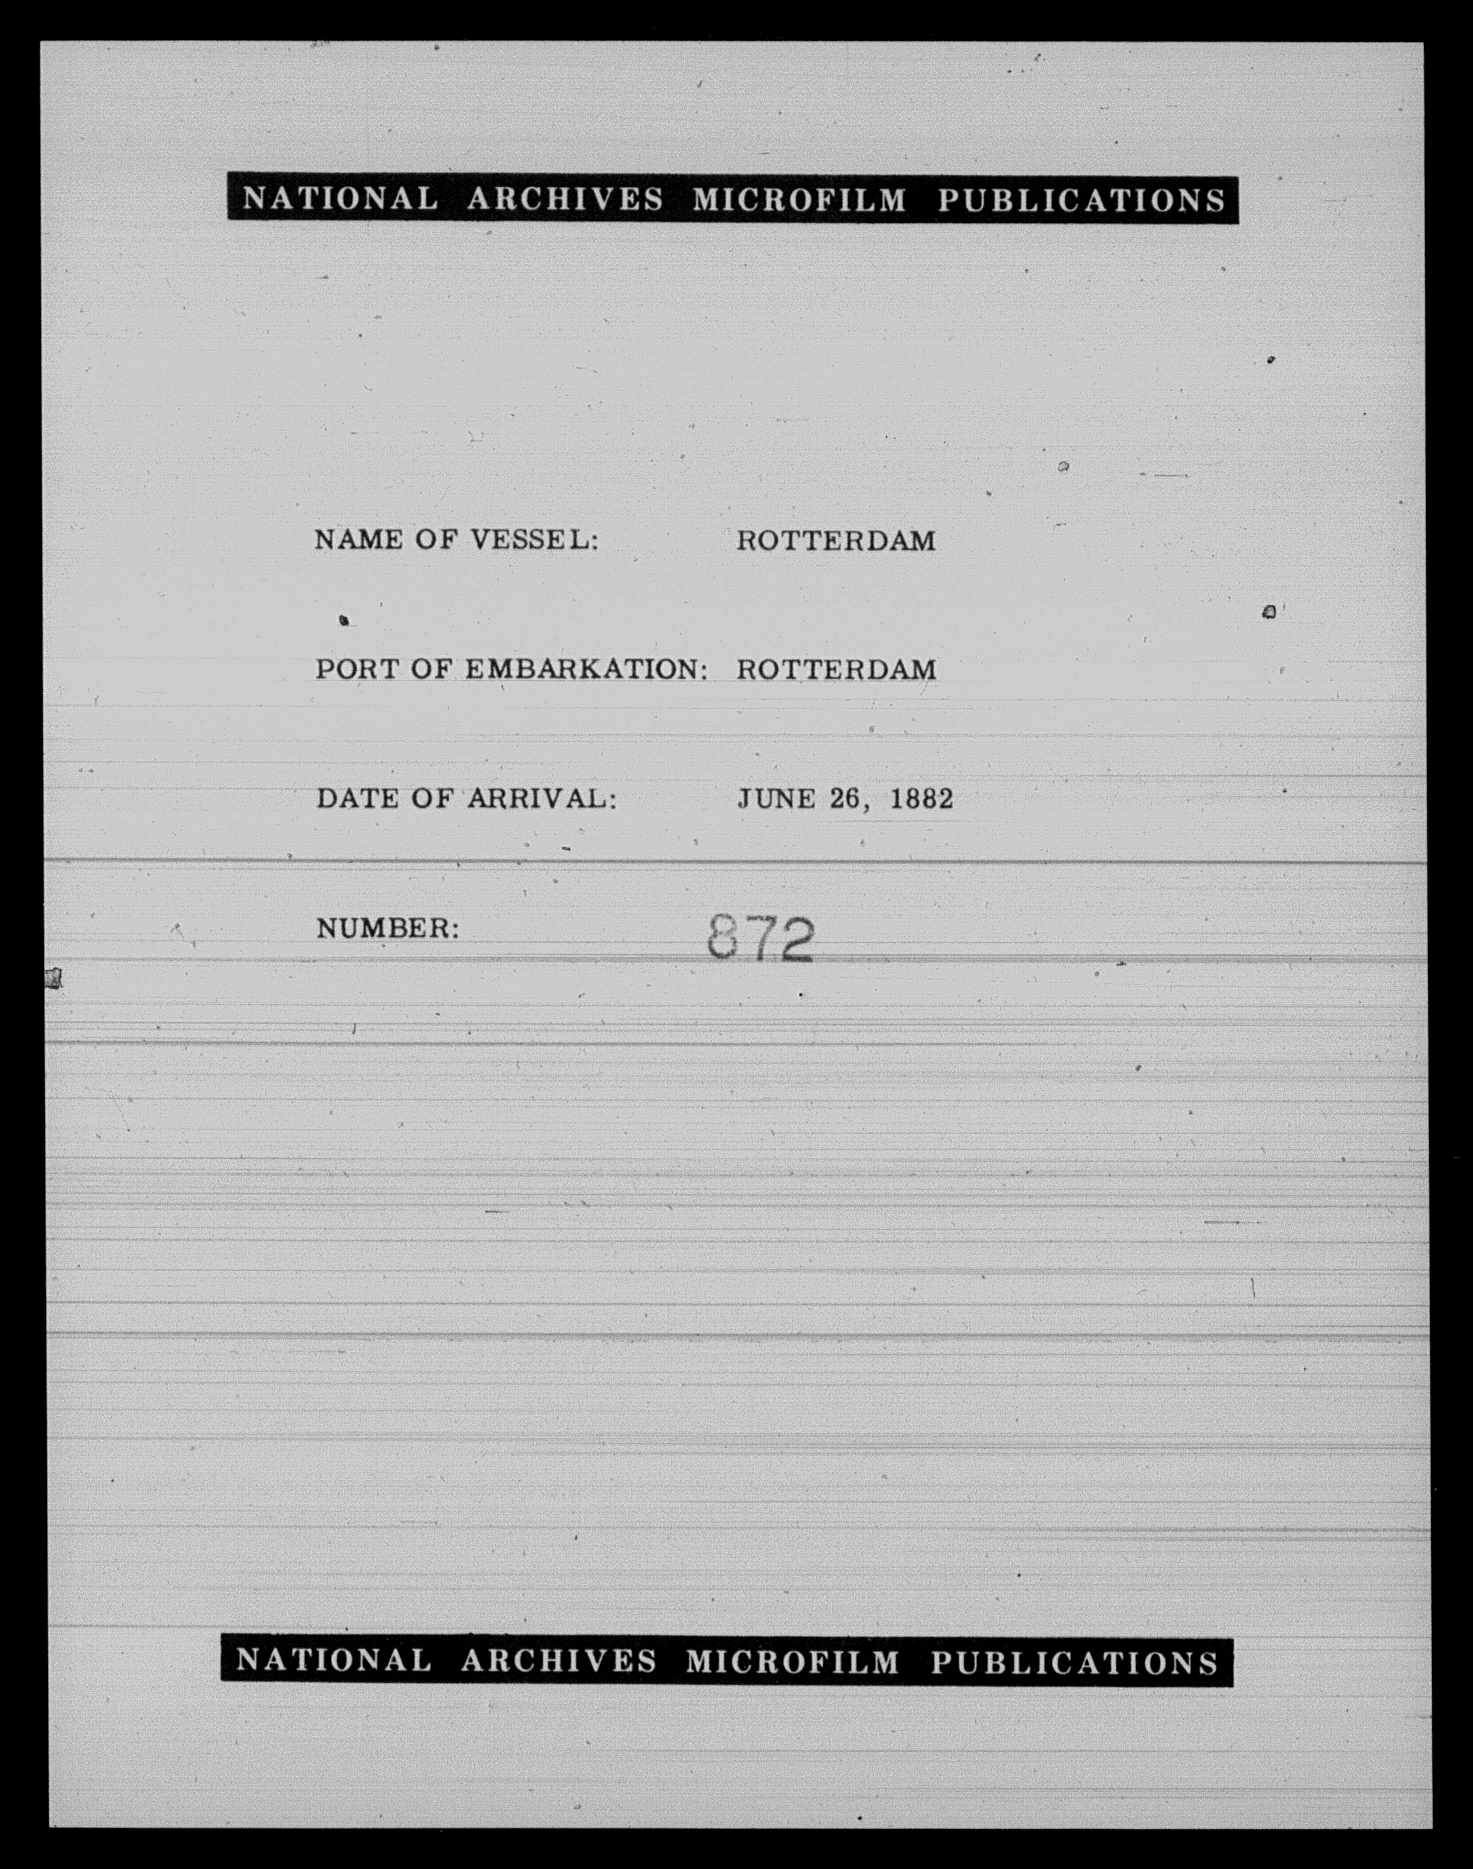 NATIONAL ARCHIVES MICROFILM PUBLICATIONS
NAME OF VESSEL: ROTTERDAM
PORT OF EMBARKATION: ROTTERDAM
DATE OF ARRIVAL: JUNE 26, 1882
NUMBER: 872
NATIONAL ARCHIVES MICROFILM PUBLICATIONS